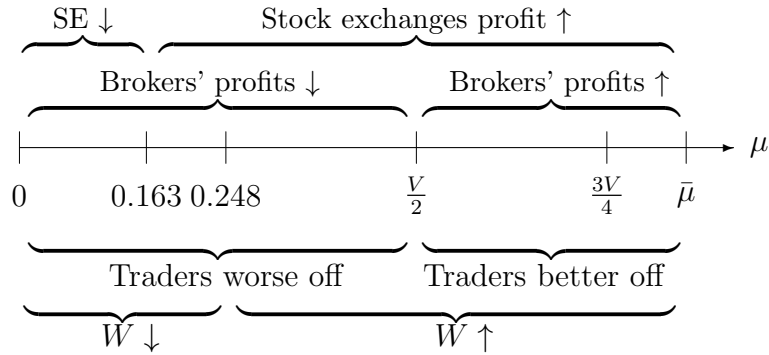 SE ↓ Stock exchanges profit ↑
Brokers' profits ↓ Brokers' profits ↑
μ
0 0.163 0.248 V/2 3V/4 μ̄
Traders worse off Traders better off
W ↓ W ↑